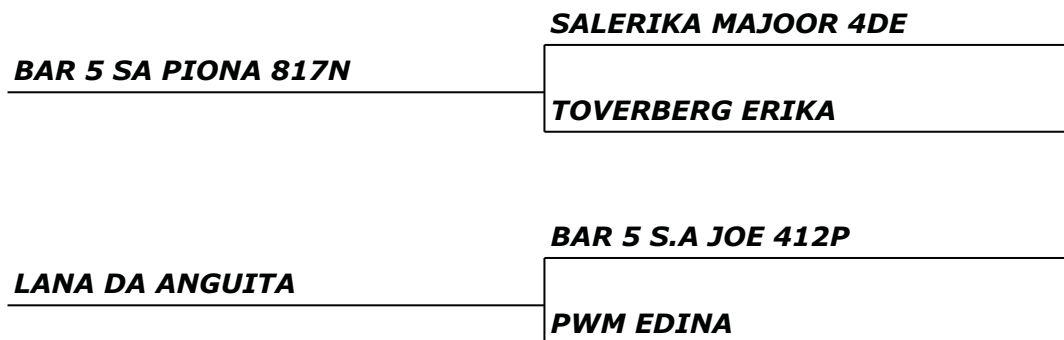 SALERIKA MAJOOR 4DE
BAR 5 SA PIONA 817N
TOVERBERG ERIKA
BAR 5 S.A JOE 412P
LANA DA ANGUITA
PWM EDINA